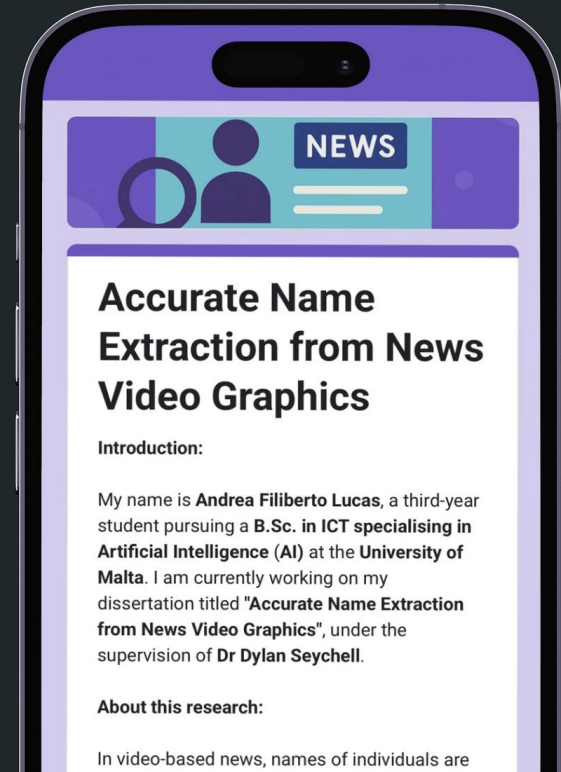 NEWS
Accurate Name
Extraction from News
Video Graphics
Introduction:
My name is Andrea Filiberto Lucas, a third-year
student pursuing a B.Sc. in ICT specialising in
Artificial Intelligence (AI) at the University of
Malta. I am currently working on my
dissertation titled "Accurate Name Extraction
from News Video Graphics", under the
supervision of Dr Dylan Seychell.
About this research:
In video-based news, names of individuals are